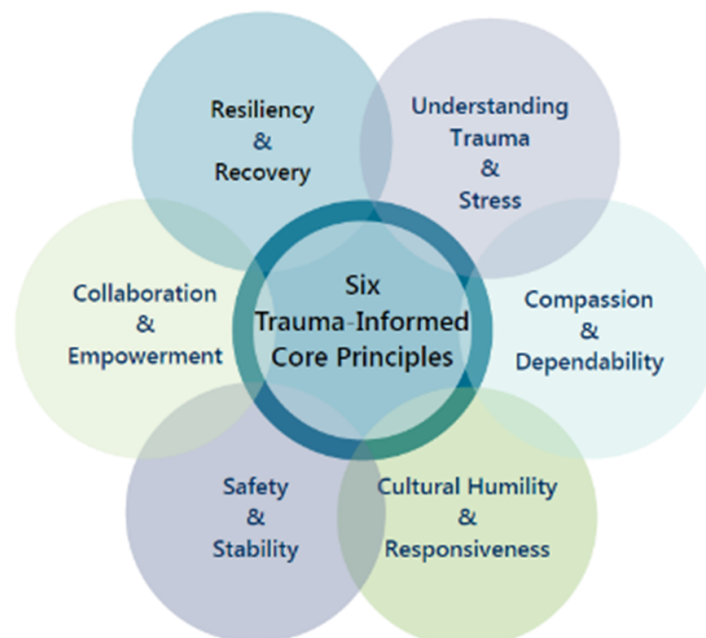 Resiliency
&
Recovery
Understanding
Trauma
&
Stress
Collaboration
&
Empowerment
Six
Trauma-Informed
Core Principles
Compassion
&
Dependability
Safety
&
Stability
Cultural Humility
&
Responsiveness